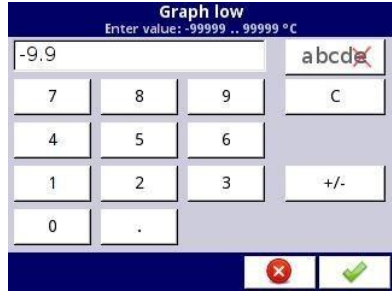 Graph low
Enter value: -99999 .. 99999 °C
-9.9
abcde
7 8 9 C
4 5 6
1 2 3 +/-
0 .